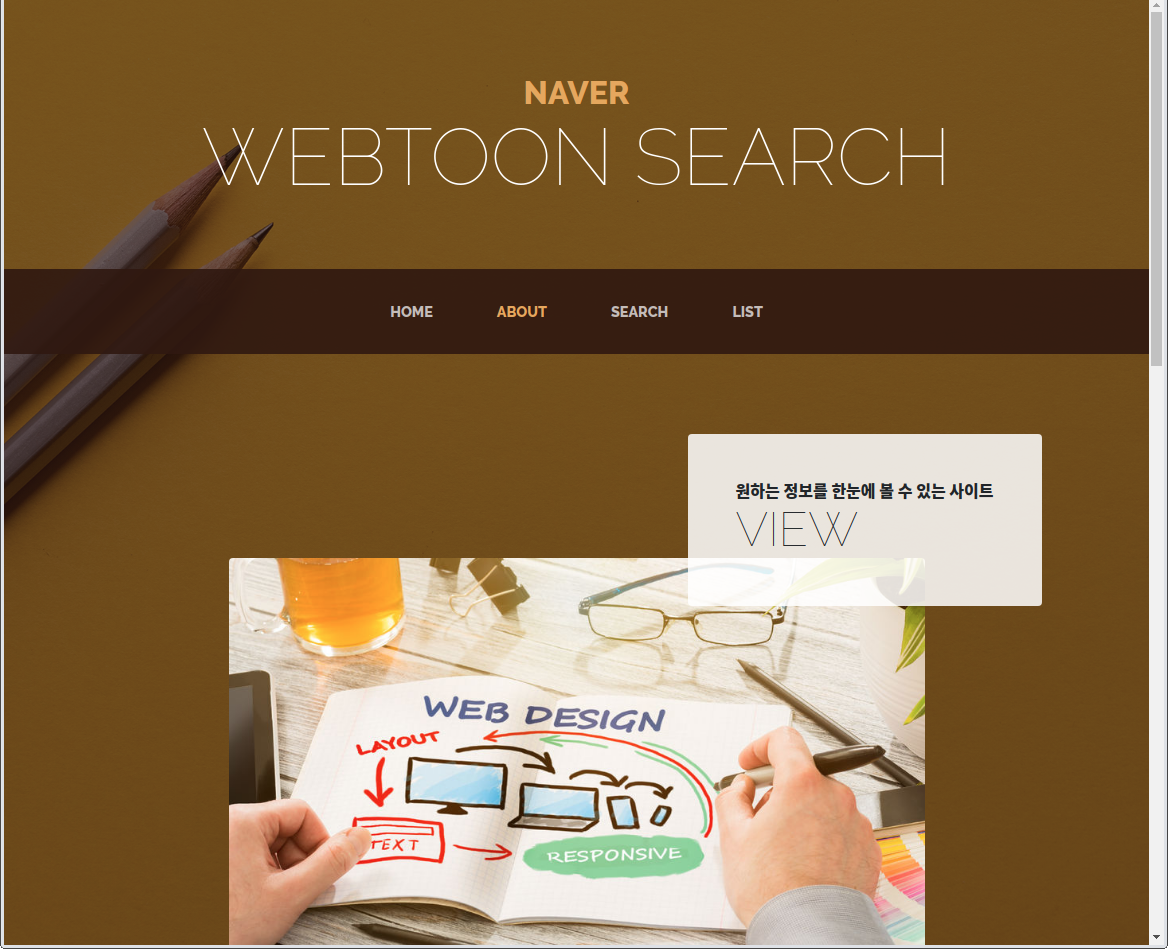 NAVER
WEBTOON SEARCH
HOME ABOUT SEARCH LIST
원하는 정보를 한눈에 볼 수 있는 사이트
VIEW
WEB DESIGN
LAYOUT
TEXT
RESPONSIVE